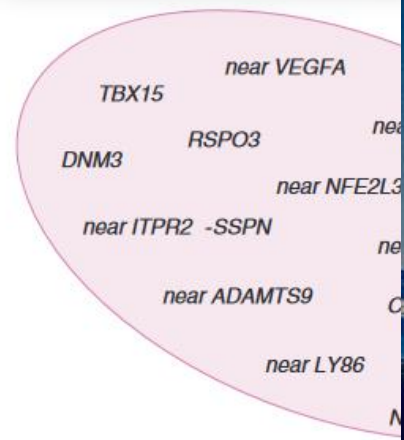 near VEGFA
TBX15
RSPO3
DNM3
near NFE2L3
near ITPR2 -SSPN
near ADAMTS9
near LY86